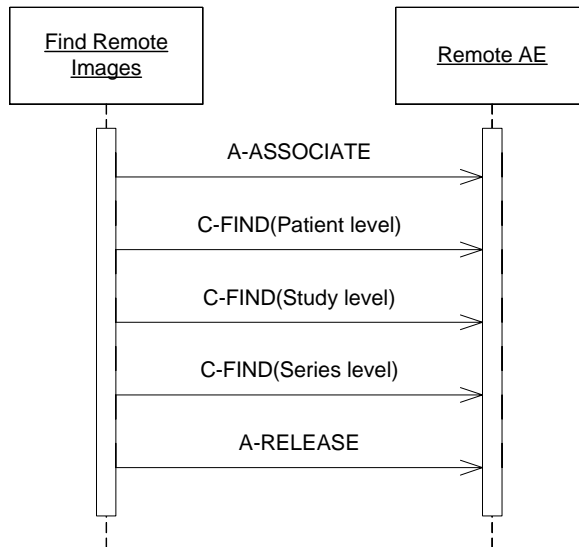 Find Remote
Images
Remote AE
A-ASSOCIATE
C-FIND(Patient level)
C-FIND(Study level)
C-FIND(Series level)
A-RELEASE